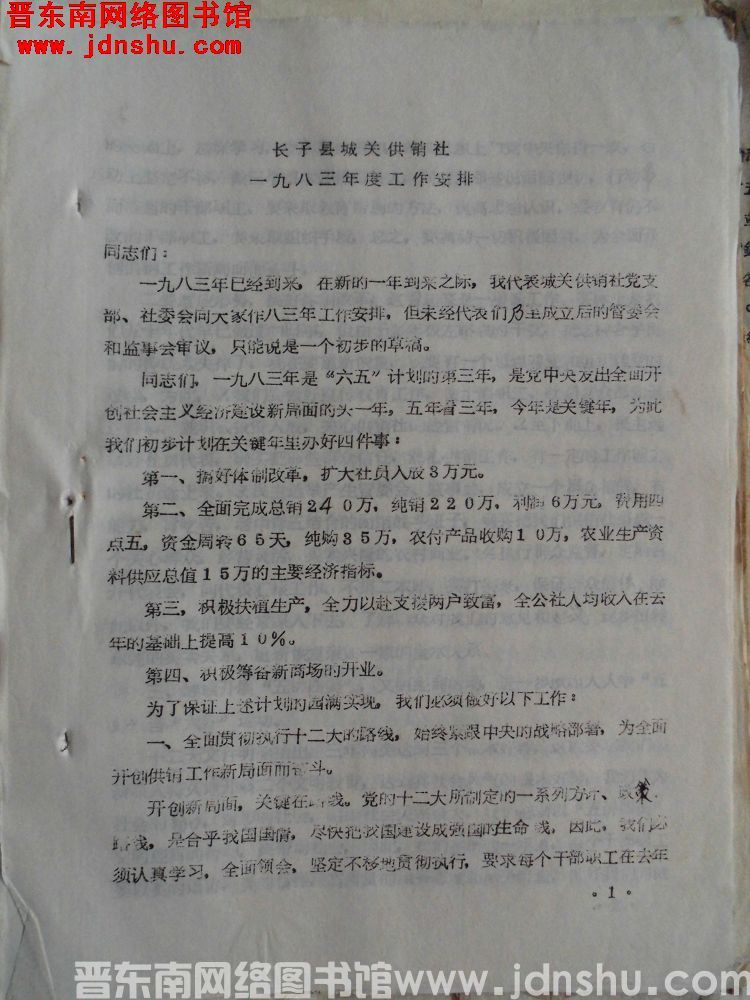 晋东南网络图书馆
www.jdnshu.com
长子县城关供销社
一九八三年度工作安排
同志们：
一九八三年已经到来，在新的一年到来之际，我代表城关供销社党支
部、社委会向大家作八三年工作安排，但未经代表们乃至成立后的管委会
和监事会审议，只能说是一个初步的草稿。
同志们，一九八三年是“六五”计划的第三年，是党中央发出全面开
创社会主义经济建设新局面的头一年，五年看三年，今年是关键年，为此
我们初步计划在关键年里办好四件事：
第一、搞好体制改革，扩大社员入股3万元。
第二、全面完成总销240万，纯销220万，利润6万元，费用四
点五，资金周转65天，纯购35万，农付产品收购10万，农业生产资
料供应总值15万的主要经济指标。
第三，积极扶植生产，全力以赴支援两户致富，全公社人均收入在去
年的基础上提高10%。
第四、积极筹备新商场的开业。
为了保证上述计划的园满实现，我们必须做好以下工作：
一、全面贯彻执行十二大的路线，始终紧跟中央的战略部署，为全面
开创供销工作新局面而奋斗。
开创新局面，关键在路线。党的十二大所制定的一系列方针、政策、
路线，是合乎我国国情，尽快把我国建设成强国的生命线，因此，我们必
须认真学习，全面领会，坚定不移地贯彻执行，要求每个干部职工在去年
·1·
晋东南网络图书馆www.jdnshu.com